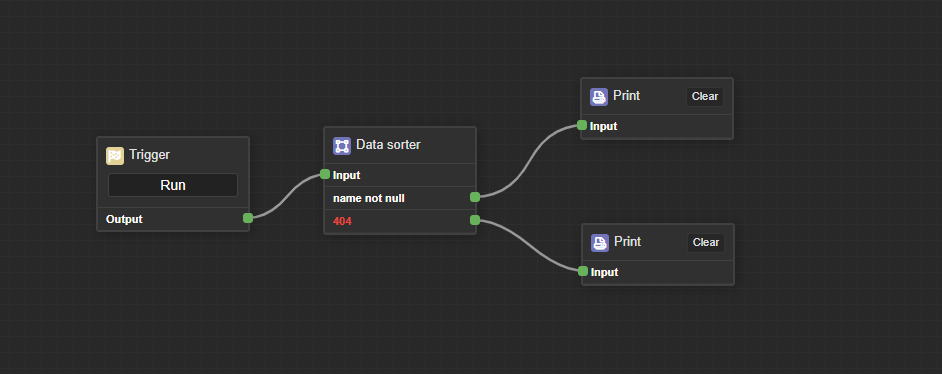 Trigger
Run
Output
Data sorter
Input
name not null
404
Print
Clear
Input
Print
Clear
Input